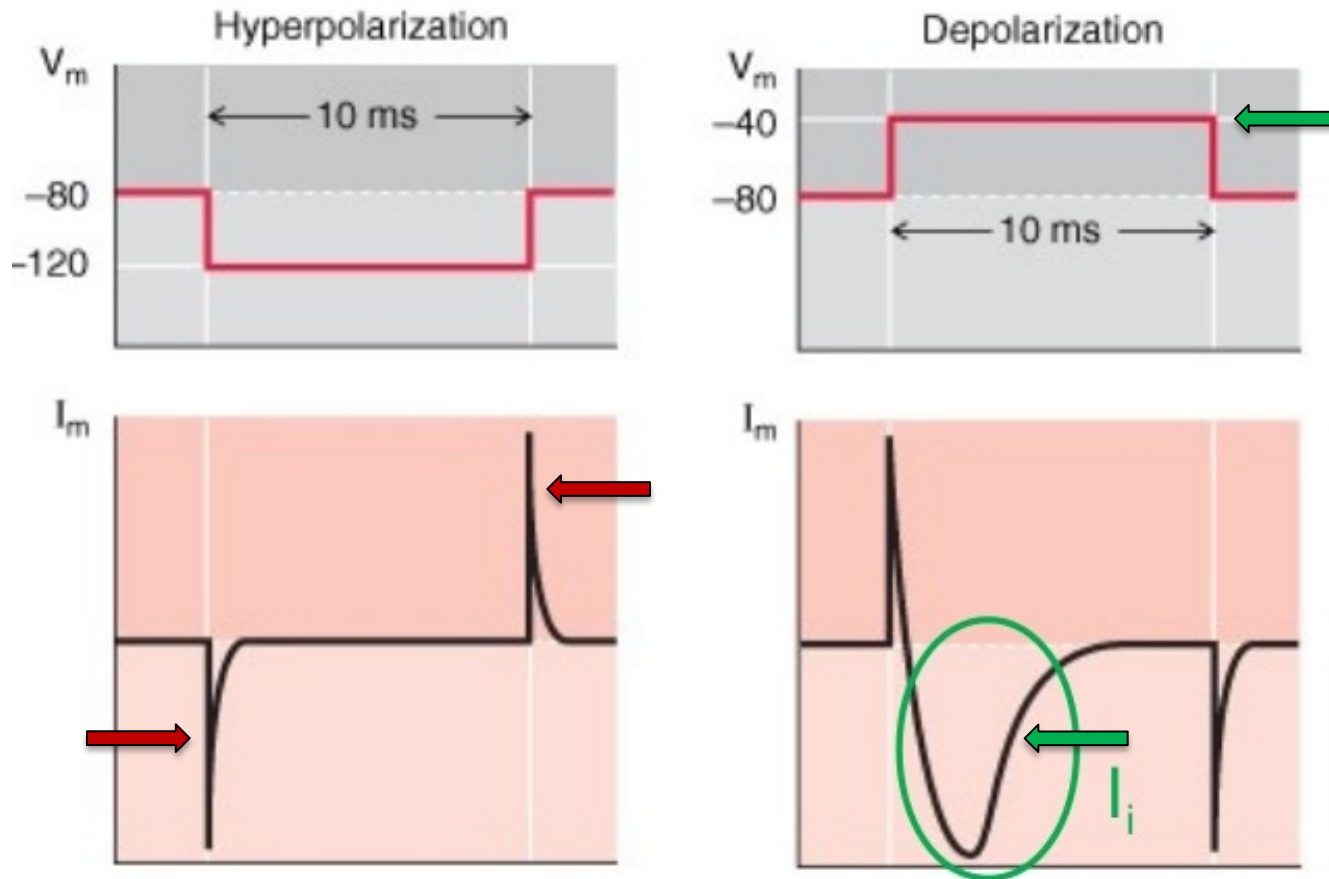 Hyperpolarization
Vm
10 ms
–80
–120
Im
Depolarization
Vm
–40
–80
10 ms
Im
Ii